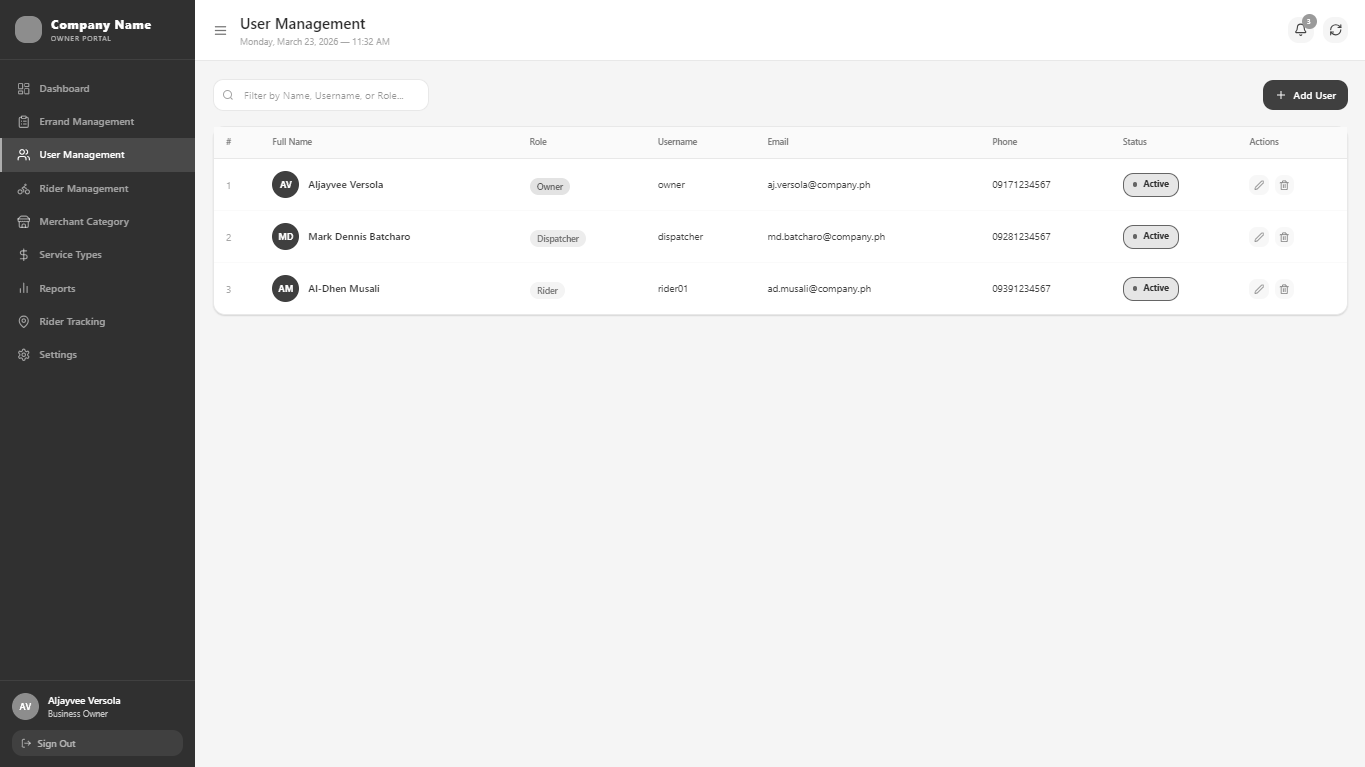 Company Name
OWNER PORTAL
Dashboard
Errand Management
User Management
Rider Management
Merchant Category
Service Types
Reports
Rider Tracking
Settings
AV
Aljayvee Versola
Business Owner
Sign Out
User Management
Monday, March 23, 2026 — 11:32 AM
3
Filter by Name, Username, or Role...
Add User
# Full Name Role Username Email Phone Status Actions
1 AV Aljayvee Versola Owner owner aj.versola@company.ph 09171234567 Active
2 MD Mark Dennis Batcharo Dispatcher dispatcher md.batcharo@company.ph 09281234567 Active
3 AM Al-Dhen Musali Rider rider01 ad.musali@company.ph 09391234567 Active